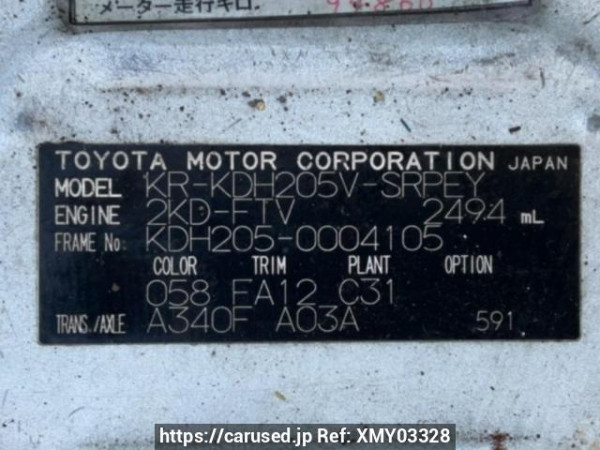 メーター走行キロ
TOYOTA MOTOR CORPORATION JAPAN
MODEL KR-KDH205V-SRPEY
ENGINE 2KD-FTV 2494 mL
FRAME No. KDH205-0004105
COLOR TRIM PLANT OPTION
058 FA12 C31
TRANS./AXLE A340F A03A 591
https://carused.jp Ref: XMY03328